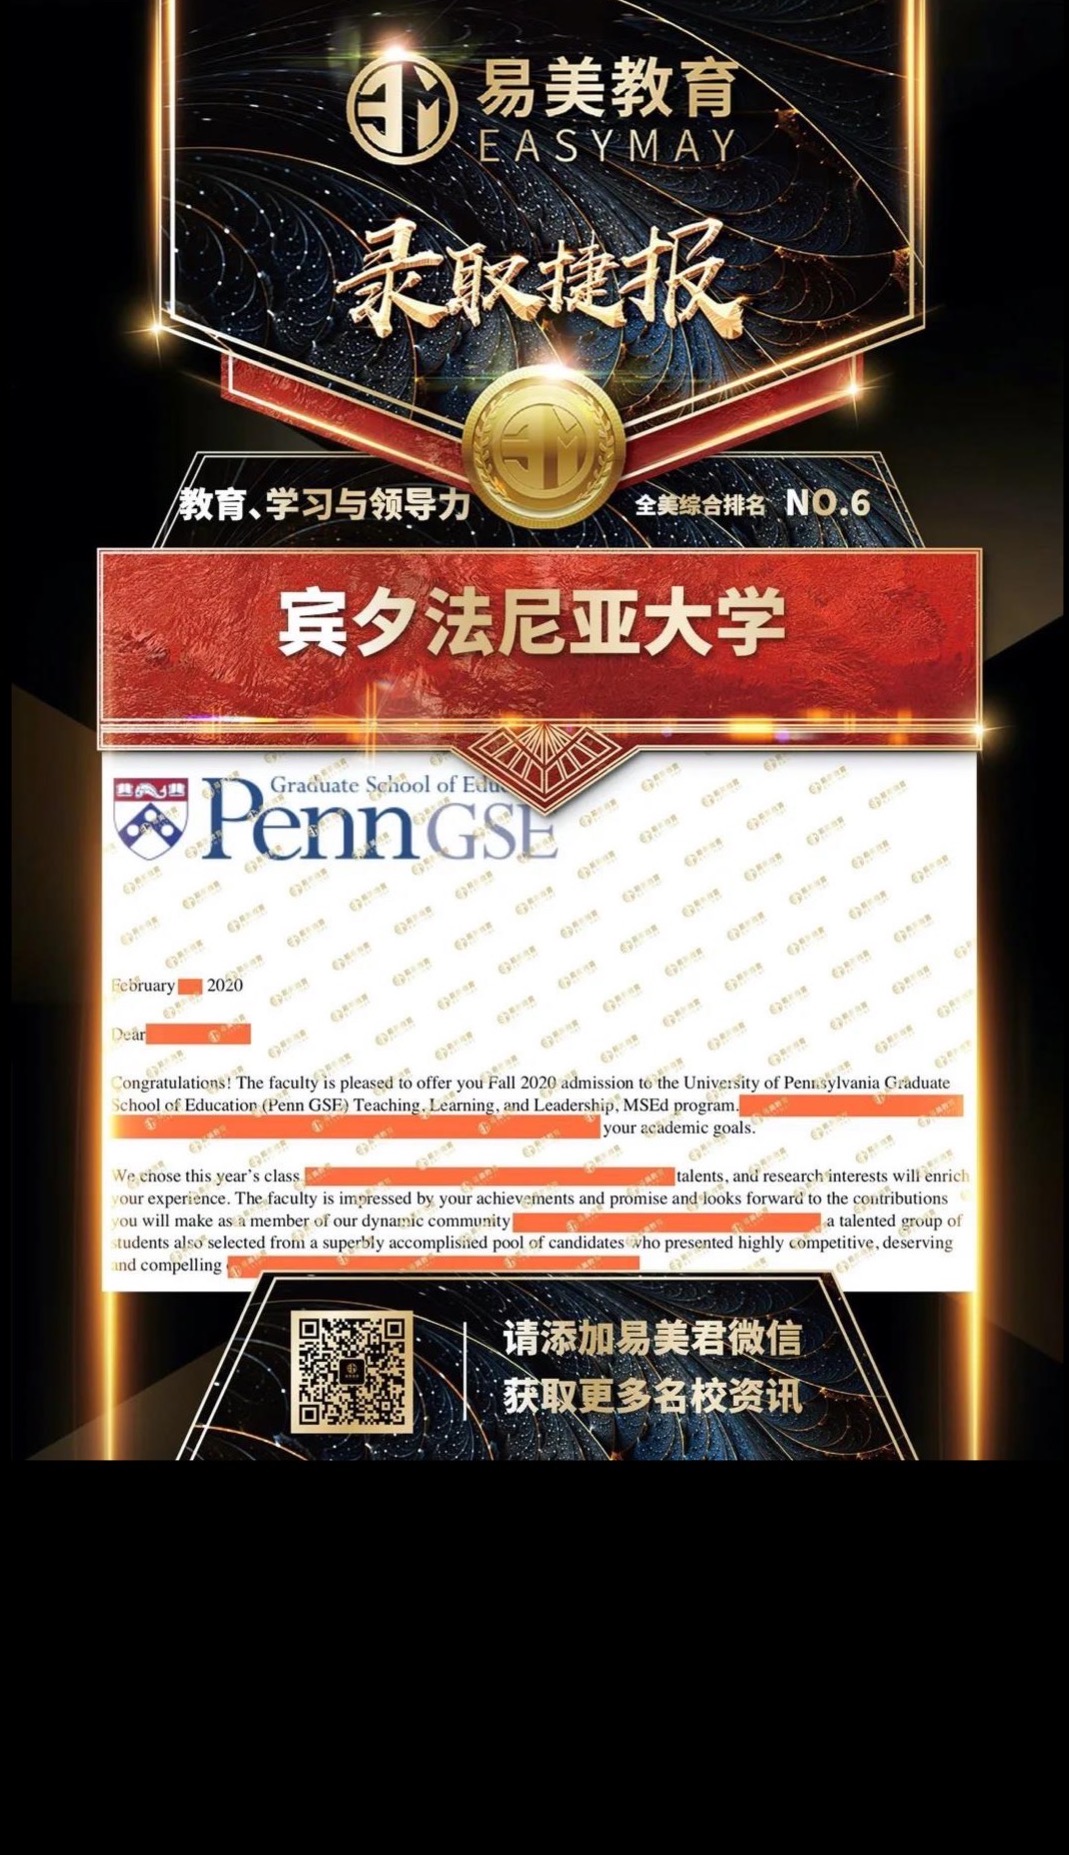 易美教育
EASYMAY
录取捷报
教育、学习与领导力
全美综合排名 NO.6
宾夕法尼亚大学
Graduate School of Edu
Penn GSE
February 2020
Dear
Congratulations! The faculty is pleased to offer you Fall 2020 admission to the University of Pennsylvania Graduate
School of Education (Penn GSE) Teaching, Learning, and Leadership, MSEd program.
your academic goals.
We chose this year's class talents, and research interests will enrich
your experience. The faculty is impressed by your achievements and promise and looks forward to the contributions
you will make as a member of our dynamic community a talented group of
students also selected from a superbly accomplished pool of candidates who presented highly competitive, deserving
and compelling
请添加易美君微信
获取更多名校资讯